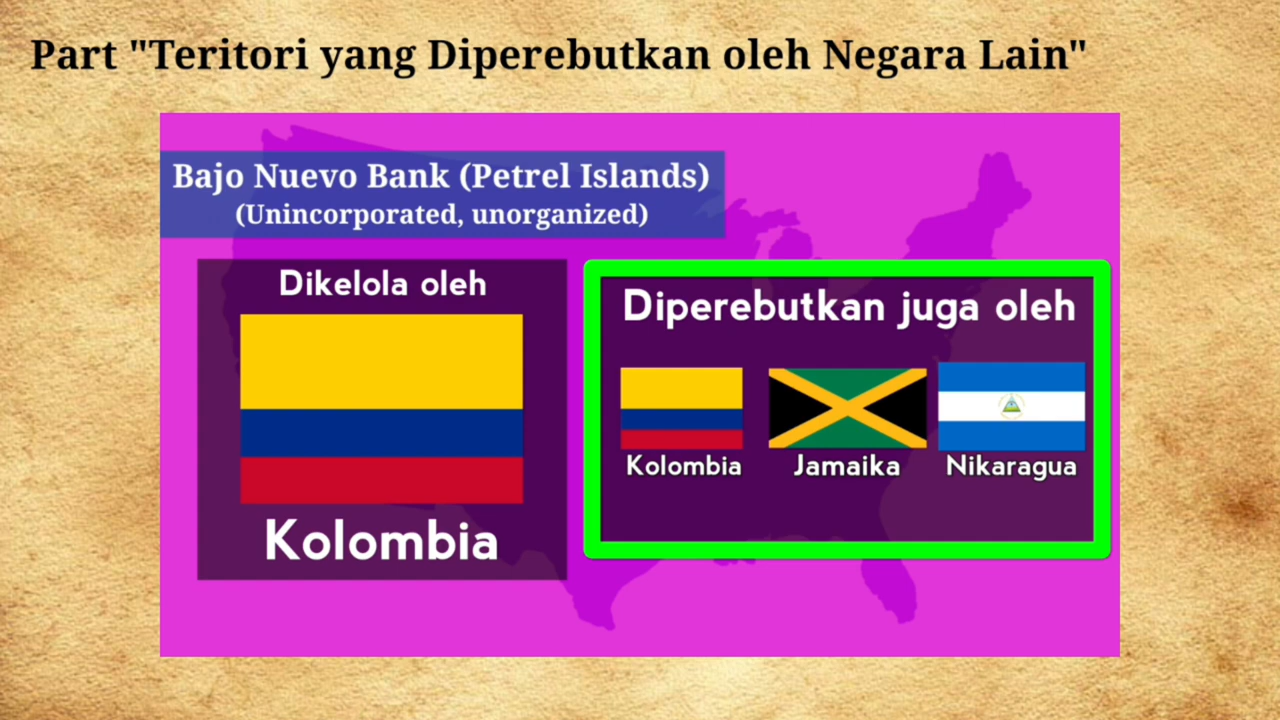 Part "Teritori yang Diperebutkan oleh Negara Lain"
Bajo Nuevo Bank (Petrel Islands)
(Unincorporated, unorganized)
Dikelola oleh
Kolombia
Diperebutkan juga oleh
Kolombia Jamaika Nikaragua